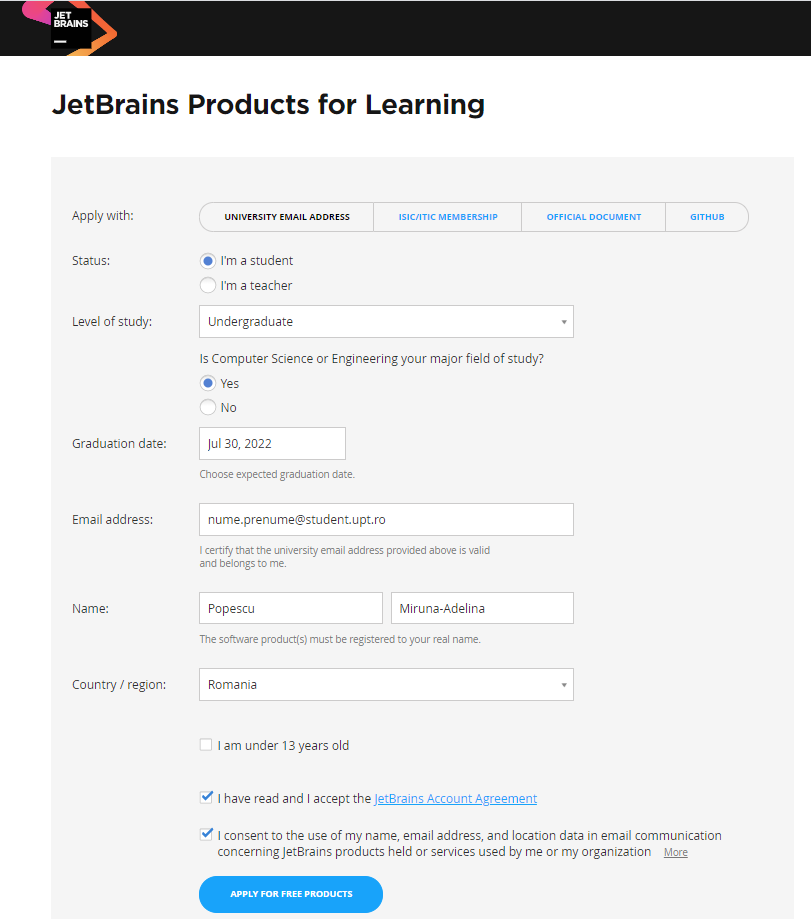 JET
BRAINS
JetBrains Products for Learning
Apply with:
UNIVERSITY EMAIL ADDRESS
ISIC/ITIC MEMBERSHIP
OFFICIAL DOCUMENT
GITHUB
Status:
I'm a student
I'm a teacher
Level of study:
Undergraduate
Is Computer Science or Engineering your major field of study?
Yes
No
Graduation date:
Jul 30, 2022
Choose expected graduation date.
Email address:
nume.prenume@student.upt.ro
I certify that the university email address provided above is valid
and belongs to me.
Name:
Popescu
Miruna-Adelina
The software product(s) must be registered to your real name.
Country / region:
Romania
I am under 13 years old
I have read and I accept the JetBrains Account Agreement
I consent to the use of my name, email address, and location data in email communication
concerning JetBrains products held or services used by me or my organization More
APPLY FOR FREE PRODUCTS